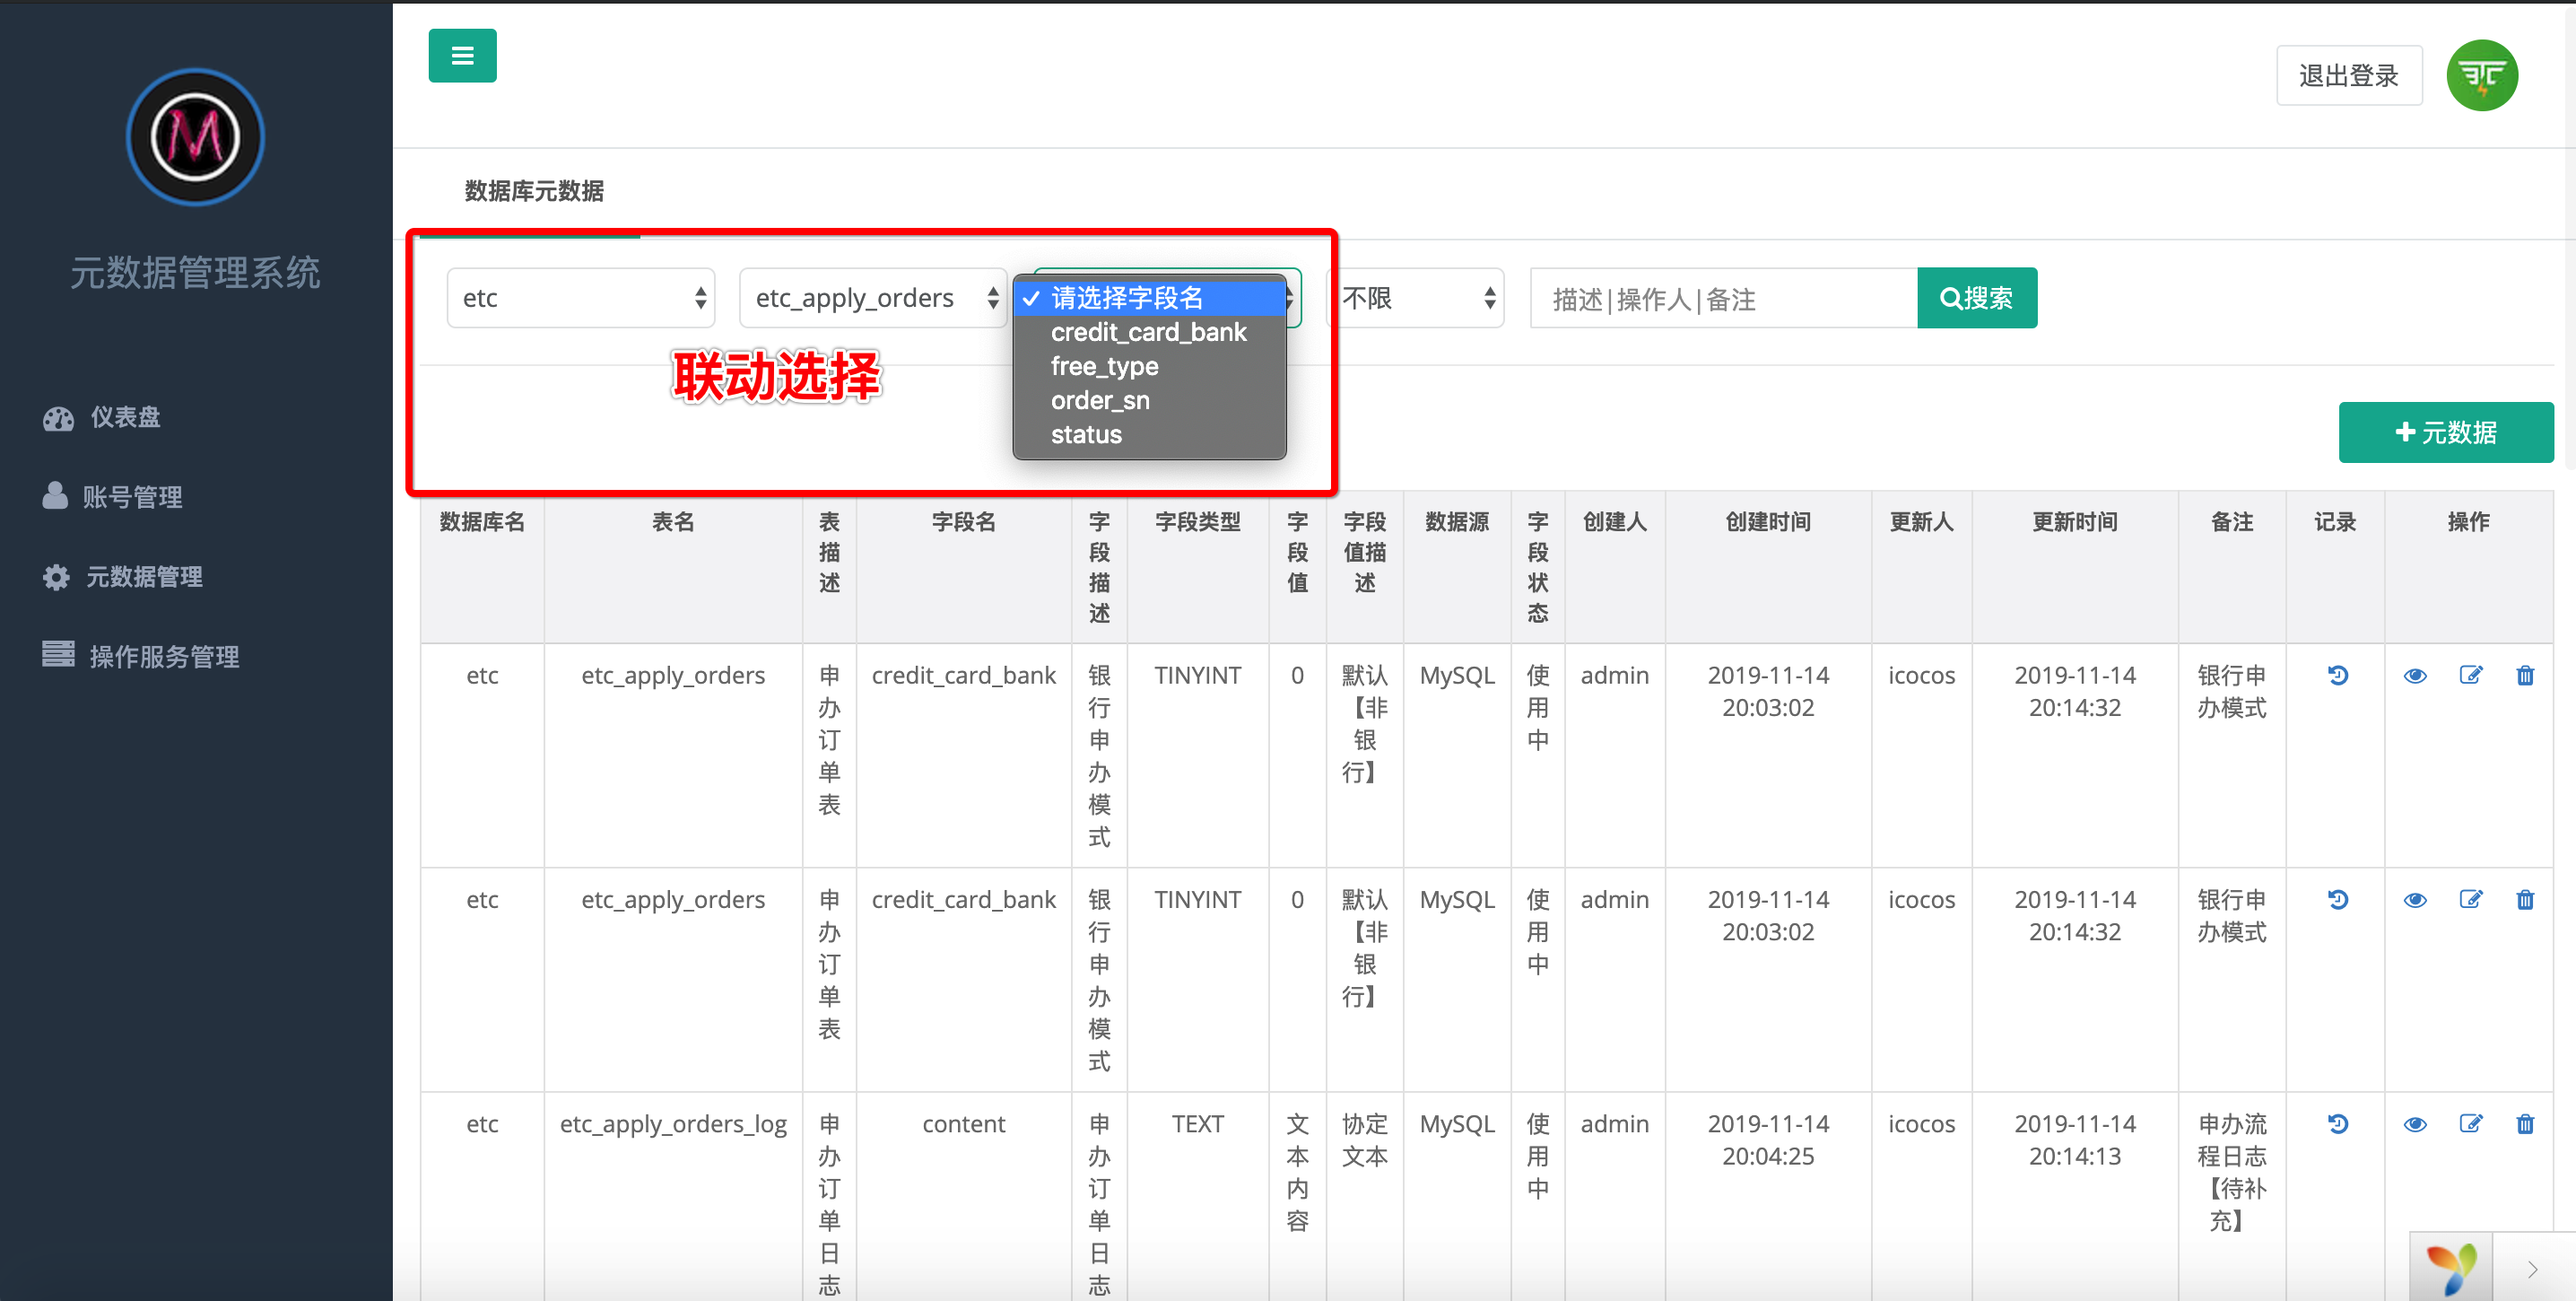 退出登录
M
元数据管理系统
仪表盘
账号管理
元数据管理
操作服务管理
数据库元数据
etc
etc_apply_orders
✓ 请选择字段名
credit_card_bank
free_type
order_sn
status
不限
描述|操作人|备注
搜索
联动选择
+ 元数据
数据库名 表名 表描述 字段名 字段描述 字段类型 字段值 字段值描述 数据源 字段状态 创建人 创建时间 更新人 更新时间 备注 记录 操作
etc etc_apply_orders 申办订单表 credit_card_bank 银行申办模式 TINYINT 0 默认【非银行】 MySQL 使用中 admin 2019-11-14 20:03:02 icocos 2019-11-14 20:14:32 银行申办模式
etc etc_apply_orders 申办订单表 credit_card_bank 银行申办模式 TINYINT 0 默认【非银行】 MySQL 使用中 admin 2019-11-14 20:03:02 icocos 2019-11-14 20:14:32 银行申办模式
etc etc_apply_orders_log 申办订单日志 content 申办订单日志 TEXT 文本内容 协定文本 MySQL 使用中 admin 2019-11-14 20:04:25 icocos 2019-11-14 20:14:13 申办流程日志【待补充】